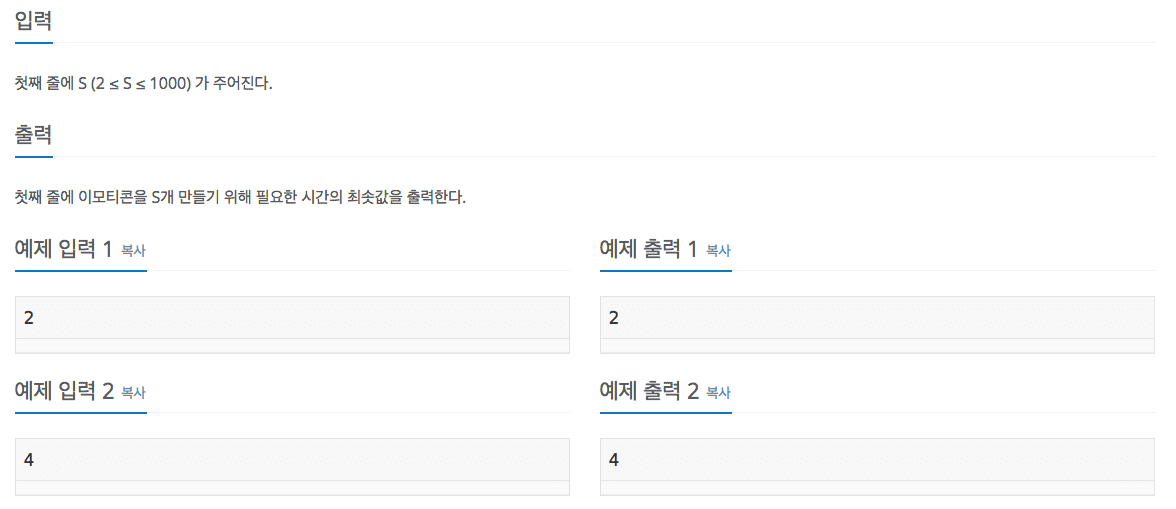 입력
첫째 줄에 S (2 ≤ S ≤ 1000) 가 주어진다.
출력
첫째 줄에 이모티콘을 S개 만들기 위해 필요한 시간의 최솟값을 출력한다.
예제 입력 1 복사
예제 출력 1 복사
2
2
예제 입력 2 복사
예제 출력 2 복사
4
4